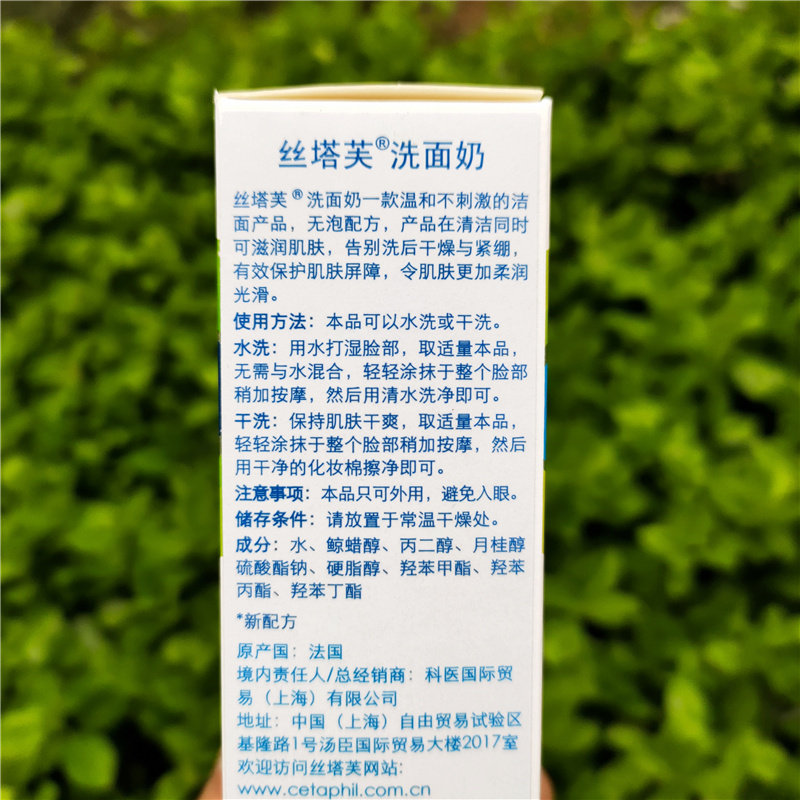 丝塔芙®洗面奶
丝塔芙®洗面奶一款温和不刺激的洁
面产品，无泡配方，产品在清洁同时
可滋润肌肤，告别洗后干燥与紧绷，
有效保护肌肤屏障，令肌肤更加柔润
光滑。
使用方法：本品可以水洗或干洗。
水洗：用水打湿脸部，取适量本品，
无需与水混合，轻轻涂抹于整个脸部
稍加按摩，然后用清水洗净即可。
干洗：保持肌肤干爽，取适量本品，
轻轻涂抹于整个脸部稍加按摩，然后
用干净的化妆棉擦净即可。
注意事项：本品只可外用，避免入眼。
储存条件：请放置于常温干燥处。
成分：水、鲸蜡醇、丙二醇、月桂醇
硫酸酯钠、硬脂醇、羟苯甲酯、羟苯
丙酯、羟苯丁酯
*新配方
原产国：法国
境内责任人/总经销商：科医国际贸
易（上海）有限公司
地址：中国（上海）自由贸易试验区
基隆路1号汤臣国际贸易大楼2017室
欢迎访问丝塔芙网站：
www.cetaphil.com.cn